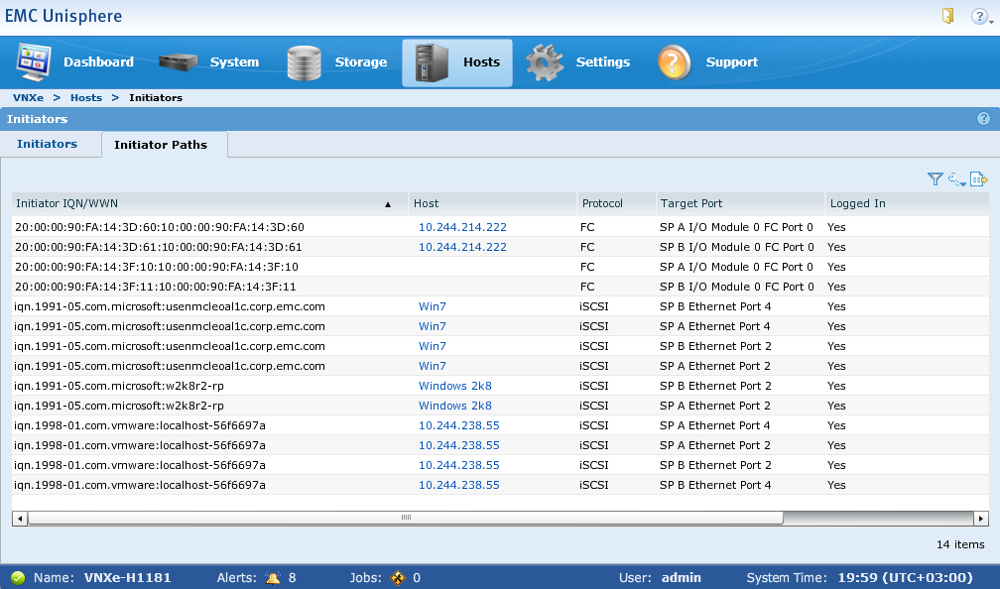 EMC Unisphere
Dashboard System Storage Hosts Settings Support
VNXe > Hosts > Initiators
Initiators
Initiators Initiator Paths
Initiator IQN/WWN Host Protocol Target Port Logged In
20:00:00:90:FA:14:3D:60:10:00:00:90:FA:14:3D:60 10.244.214.222 FC SP A I/O Module 0 FC Port 0 Yes
20:00:00:90:FA:14:3D:61:10:00:00:90:FA:14:3D:61 10.244.214.222 FC SP B I/O Module 0 FC Port 0 Yes
20:00:00:90:FA:14:3F:10:10:00:00:90:FA:14:3F:10 FC SP A I/O Module 0 FC Port 0 Yes
20:00:00:90:FA:14:3F:11:10:00:00:90:FA:14:3F:11 FC SP B I/O Module 0 FC Port 0 Yes
iqn.1991-05.com.microsoft:usenmcleoal1c.corp.emc.com Win7 iSCSI SP B Ethernet Port 4 Yes
iqn.1991-05.com.microsoft:usenmcleoal1c.corp.emc.com Win7 iSCSI SP A Ethernet Port 4 Yes
iqn.1991-05.com.microsoft:usenmcleoal1c.corp.emc.com Win7 iSCSI SP B Ethernet Port 2 Yes
iqn.1991-05.com.microsoft:usenmcleoal1c.corp.emc.com Win7 iSCSI SP A Ethernet Port 2 Yes
iqn.1991-05.com.microsoft:w2k8r2-rp Windows 2k8 iSCSI SP B Ethernet Port 2 Yes
iqn.1991-05.com.microsoft:w2k8r2-rp Windows 2k8 iSCSI SP A Ethernet Port 2 Yes
iqn.1998-01.com.vmware:localhost-56f6697a 10.244.238.55 iSCSI SP A Ethernet Port 4 Yes
iqn.1998-01.com.vmware:localhost-56f6697a 10.244.238.55 iSCSI SP A Ethernet Port 2 Yes
iqn.1998-01.com.vmware:localhost-56f6697a 10.244.238.55 iSCSI SP B Ethernet Port 2 Yes
iqn.1998-01.com.vmware:localhost-56f6697a 10.244.238.55 iSCSI SP B Ethernet Port 4 Yes
14 items
Name: VNXe-H1181 Alerts: 8 Jobs: 0 User: admin System Time: 19:59 (UTC+03:00)